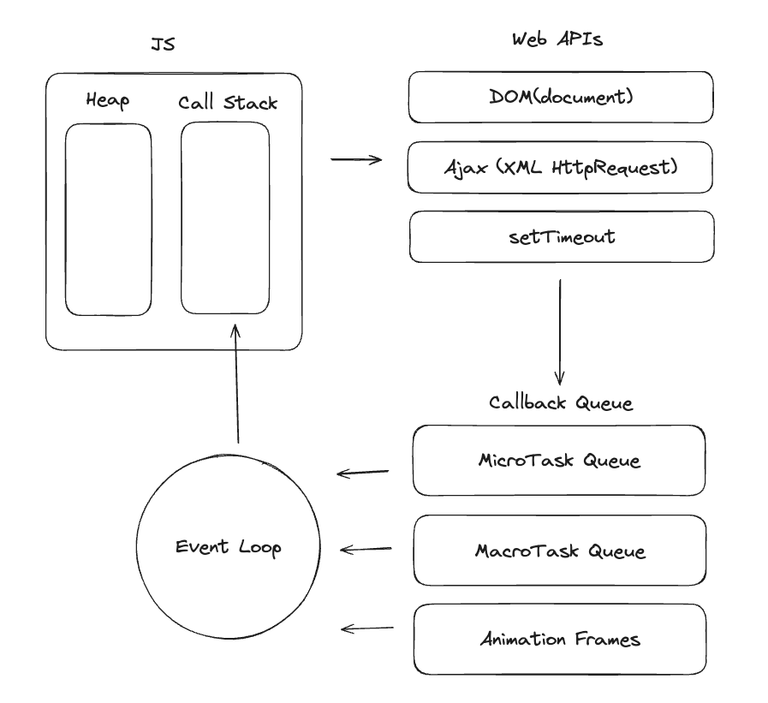 JS
Heap
Call Stack
Web APIs
DOM(document)
Ajax (XML HttpRequest)
setTimeout
Callback Queue
MicroTask Queue
MacroTask Queue
Animation Frames
Event Loop